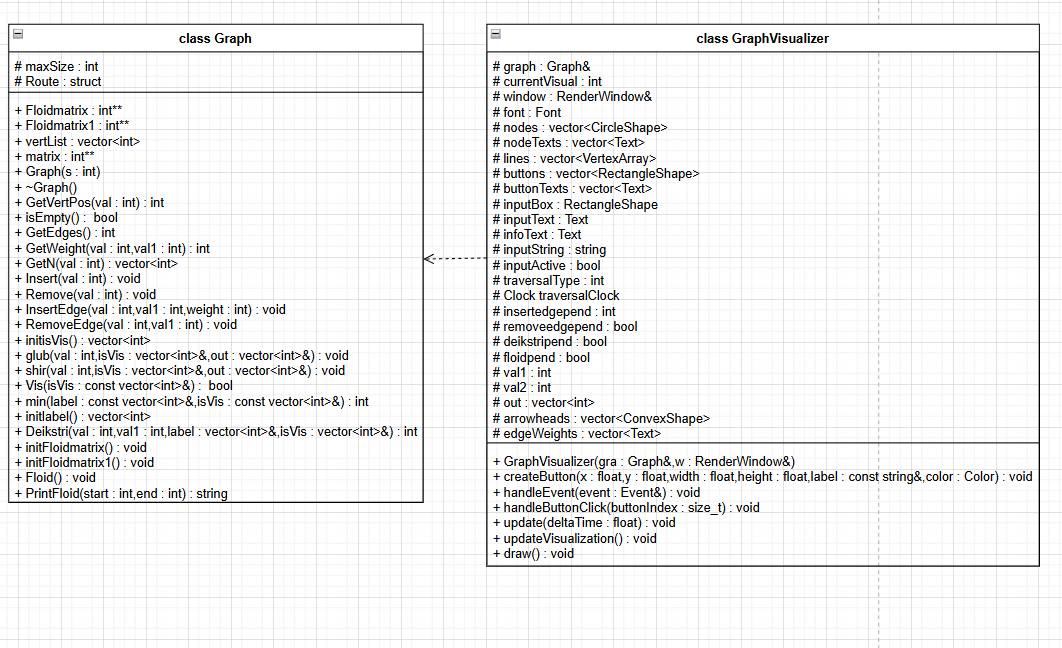 class Graph
# maxSize : int
# Route : struct
+ Floidmatrix : int**
+ Floidmatrix1 : int**
+ vertList : vector<int>
+ matrix : int**
+ Graph(s : int)
+ ~Graph()
+ GetVertPos(val : int) : int
+ isEmpty() : bool
+ GetEdges() : int
+ GetWeight(val : int,val1 : int) : int
+ GetN(val : int) : vector<int>
+ Insert(val : int) : void
+ Remove(val : int) : void
+ InsertEdge(val : int,val1 : int,weight : int) : void
+ RemoveEdge(val : int,val1 : int) : void
+ initisVis() : vector<int>
+ glub(val : int,isVis : vector<int>&,out : vector<int>&) : void
+ shir(val : int,isVis : vector<int>&,out : vector<int>&) : void
+ Vis(isVis : const vector<int>&) : bool
+ min(label : const vector<int>&,isVis : const vector<int>&) : int
+ initlabel() : vector<int>
+ Deikstri(val : int,val1 : int,label : vector<int>&,isVis : vector<int>&) : int
+ initFloidmatrix() : void
+ initFloidmatrix1() : void
+ Floid() : void
+ PrintFloid(start : int,end : int) : string
class GraphVisualizer
# graph : Graph&
# currentVisual : int
# window : RenderWindow&
# font : Font
# nodes : vector<CircleShape>
# nodeTexts : vector<Text>
# lines : vector<VertexArray>
# buttons : vector<RectangleShape>
# buttonTexts : vector<Text>
# inputBox : RectangleShape
# inputText : Text
# infoText : Text
# inputString : string
# inputActive : bool
# traversalType : int
# Clock traversalClock
# insertedgepend : int
# removeedgepend : bool
# deikstripend : bool
# floidpend : bool
# val1 : int
# val2 : int
# out : vector<int>
# arrowheads : vector<ConvexShape>
# edgeWeights : vector<Text>
+ GraphVisualizer(gra : Graph&,w : RenderWindow&)
+ createButton(x : float,y : float,width : float,height : float,label : const string&,color : Color) : void
+ handleEvent(event : Event&) : void
+ handleButtonClick(buttonIndex : size_t) : void
+ update(deltaTime : float) : void
+ updateVisualization() : void
+ draw() : void